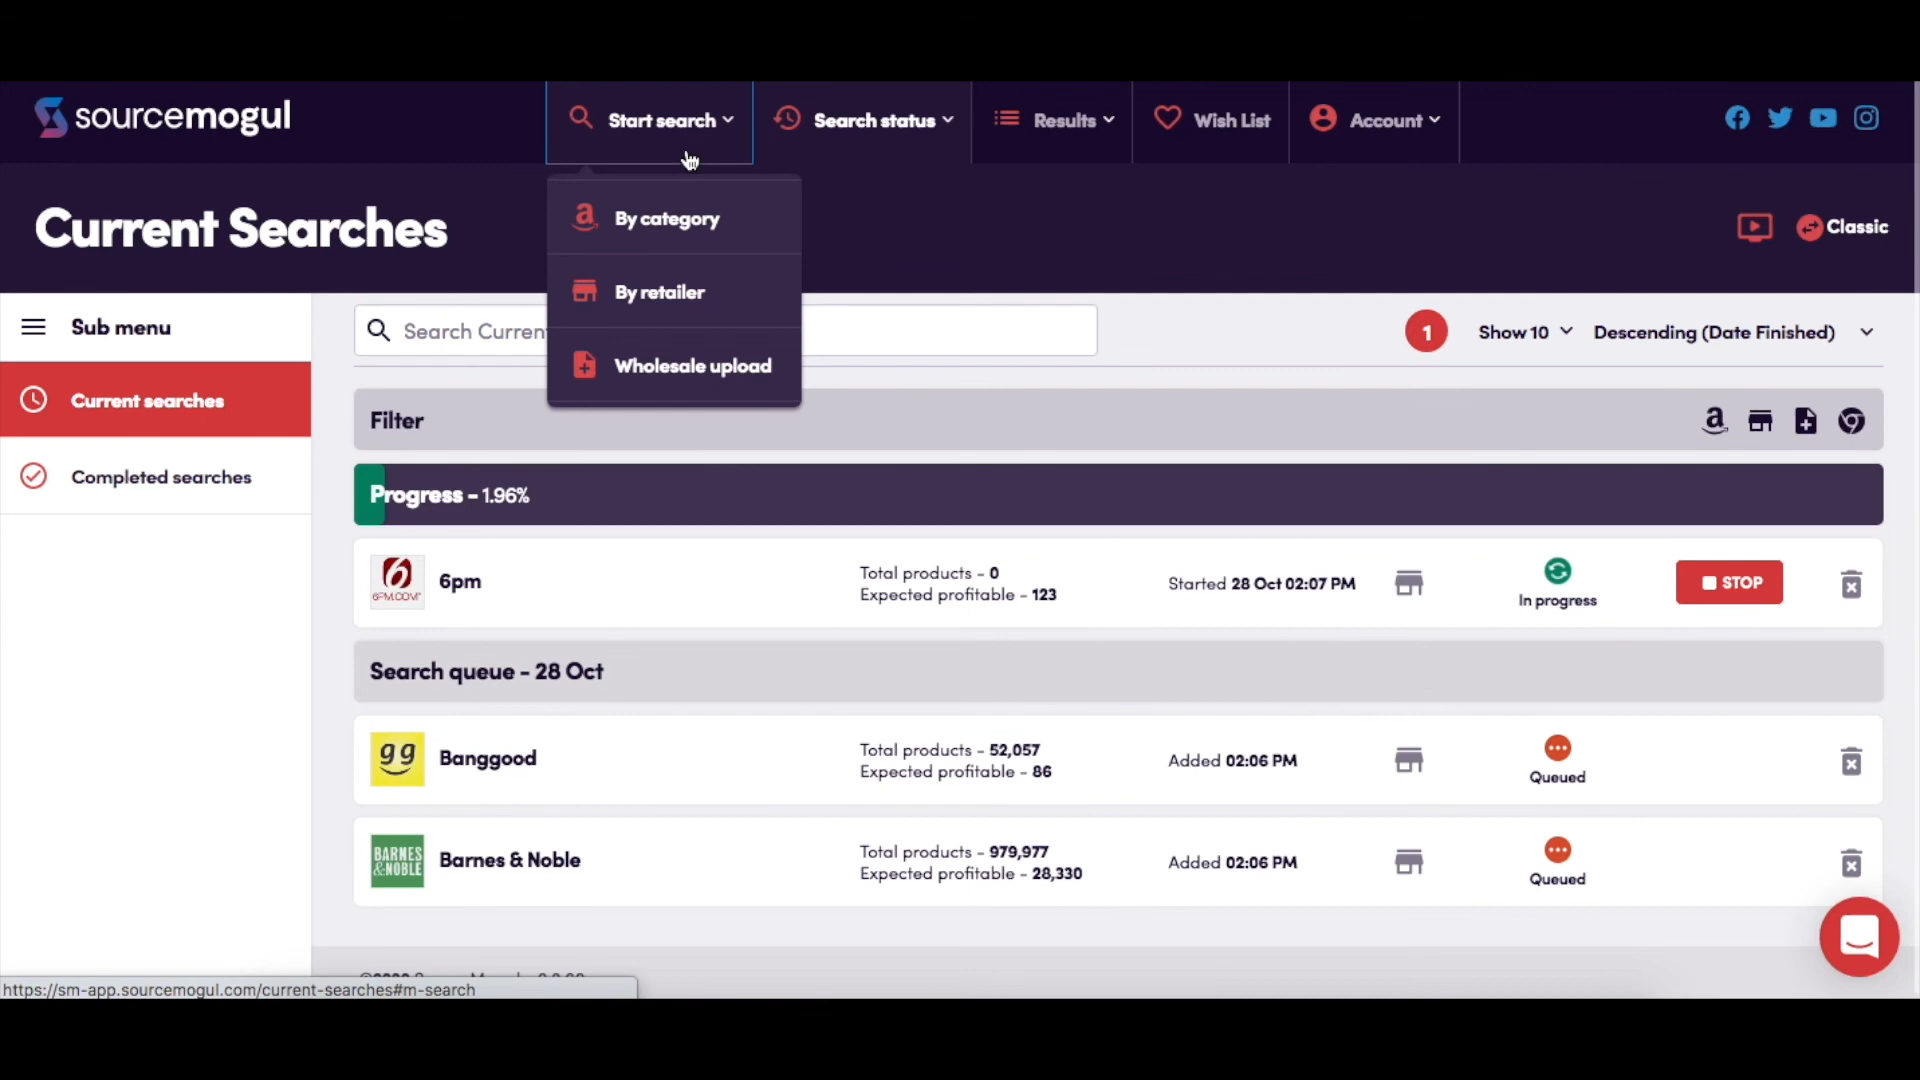 sourcemogul
Start search
Search status
Results
Wish List
Account
Current Searches
Classic
By category
By retailer
Wholesale upload
Sub menu
Current searches
Completed searches
Search Curren
1
Show 10
Descending (Date Finished)
Filter
a
Progress - 1.96%
6
6PM.COM
6pm
Total products - 0
Expected profitable - 123
Started 28 Oct 02:07 PM
In progress
STOP
Search queue - 28 Oct
gg
Banggood
Total products - 52,057
Expected profitable - 86
Added 02:06 PM
Queued
BARNES
&NOBLE
Barnes & Noble
Total products - 979,977
Expected profitable - 28,330
Added 02:06 PM
Queued
https://sm-app.sourcemogul.com/current-searches#m-search